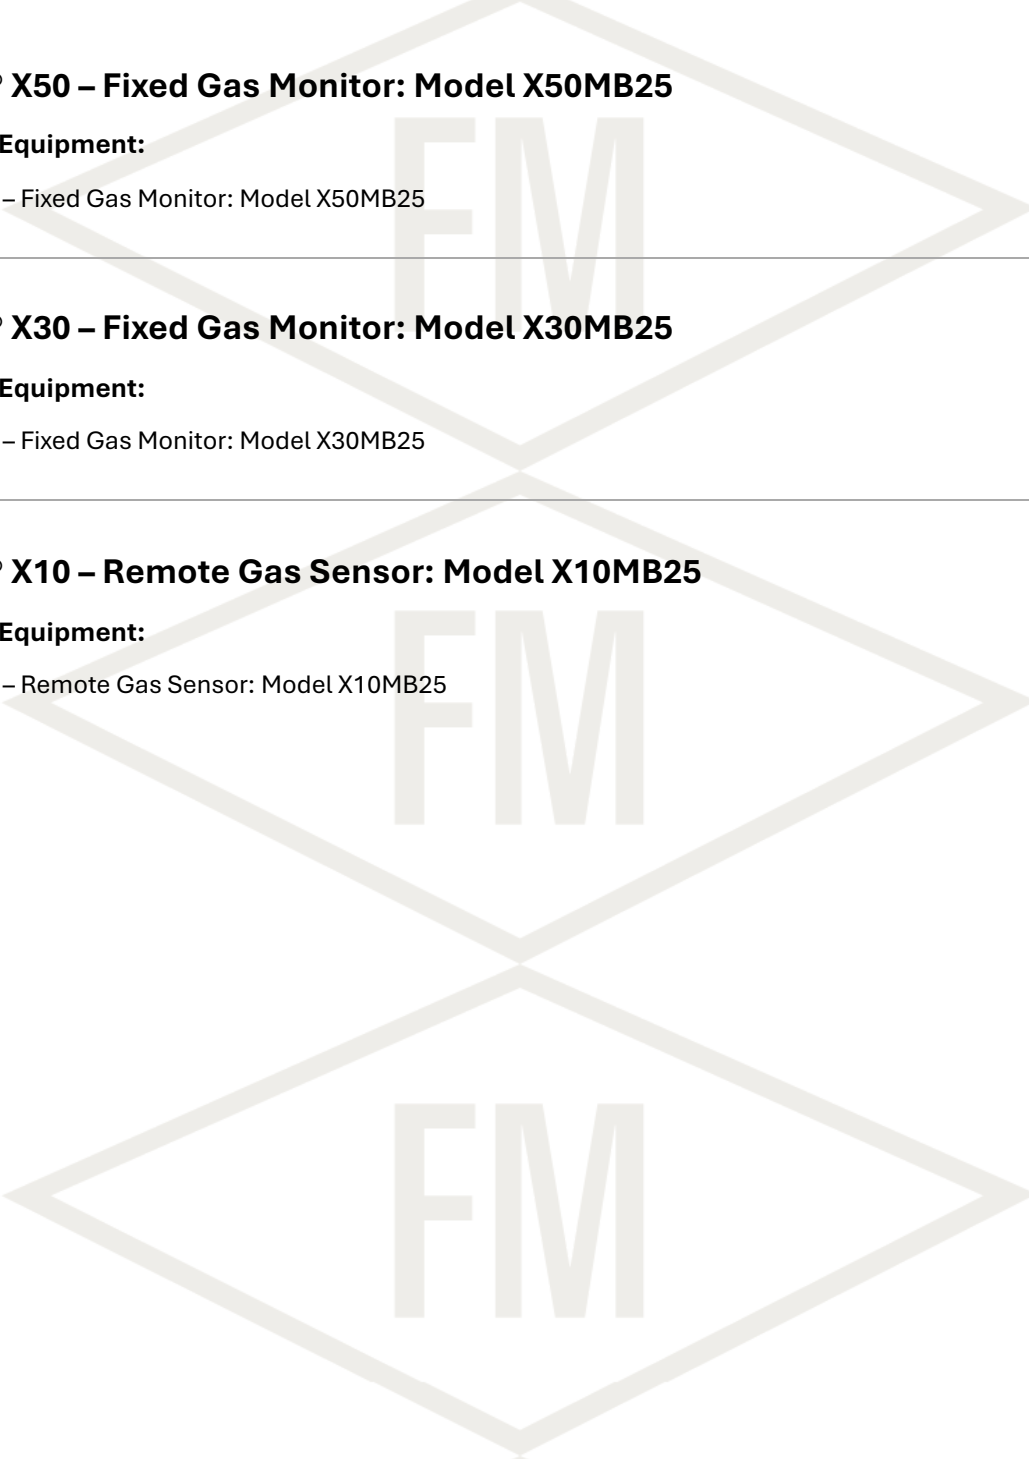 X50 – Fixed Gas Monitor: Model X50MB25
Equipment:
– Fixed Gas Monitor: Model X50MB25
X30 – Fixed Gas Monitor: Model X30MB25
Equipment:
– Fixed Gas Monitor: Model X30MB25
X10 – Remote Gas Sensor: Model X10MB25
Equipment:
– Remote Gas Sensor: Model X10MB25
FM
FM
FM